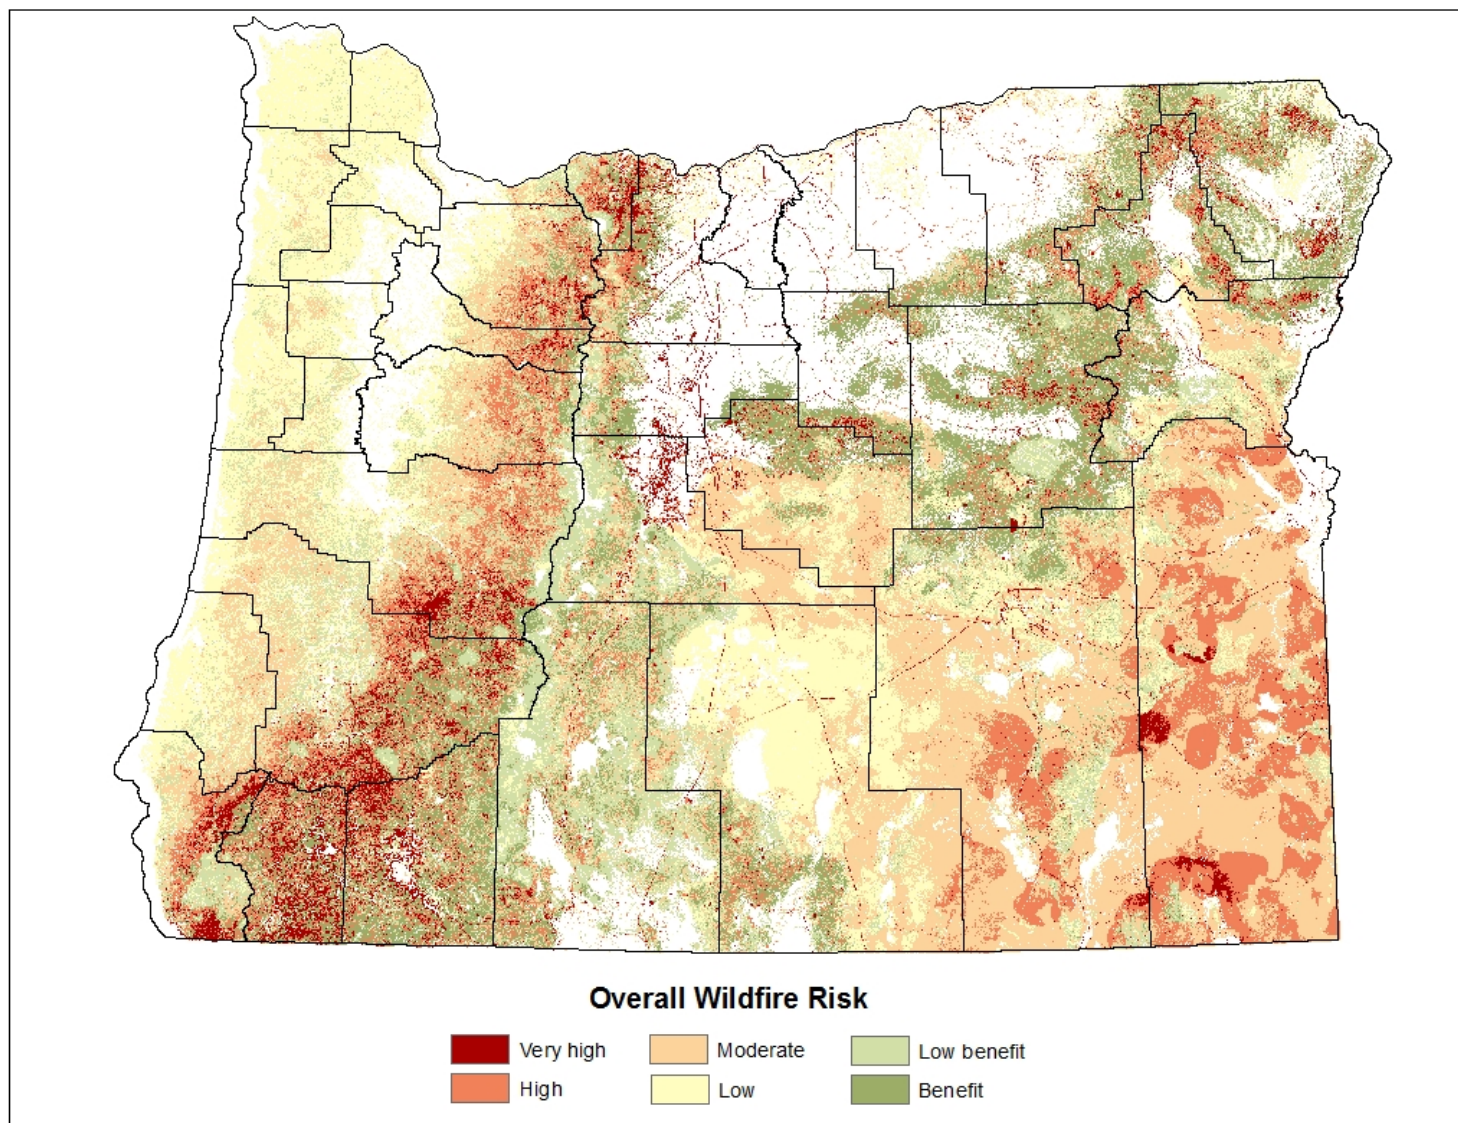 Overall Wildfire Risk
Very high
Moderate
Low benefit
High
Low
Benefit